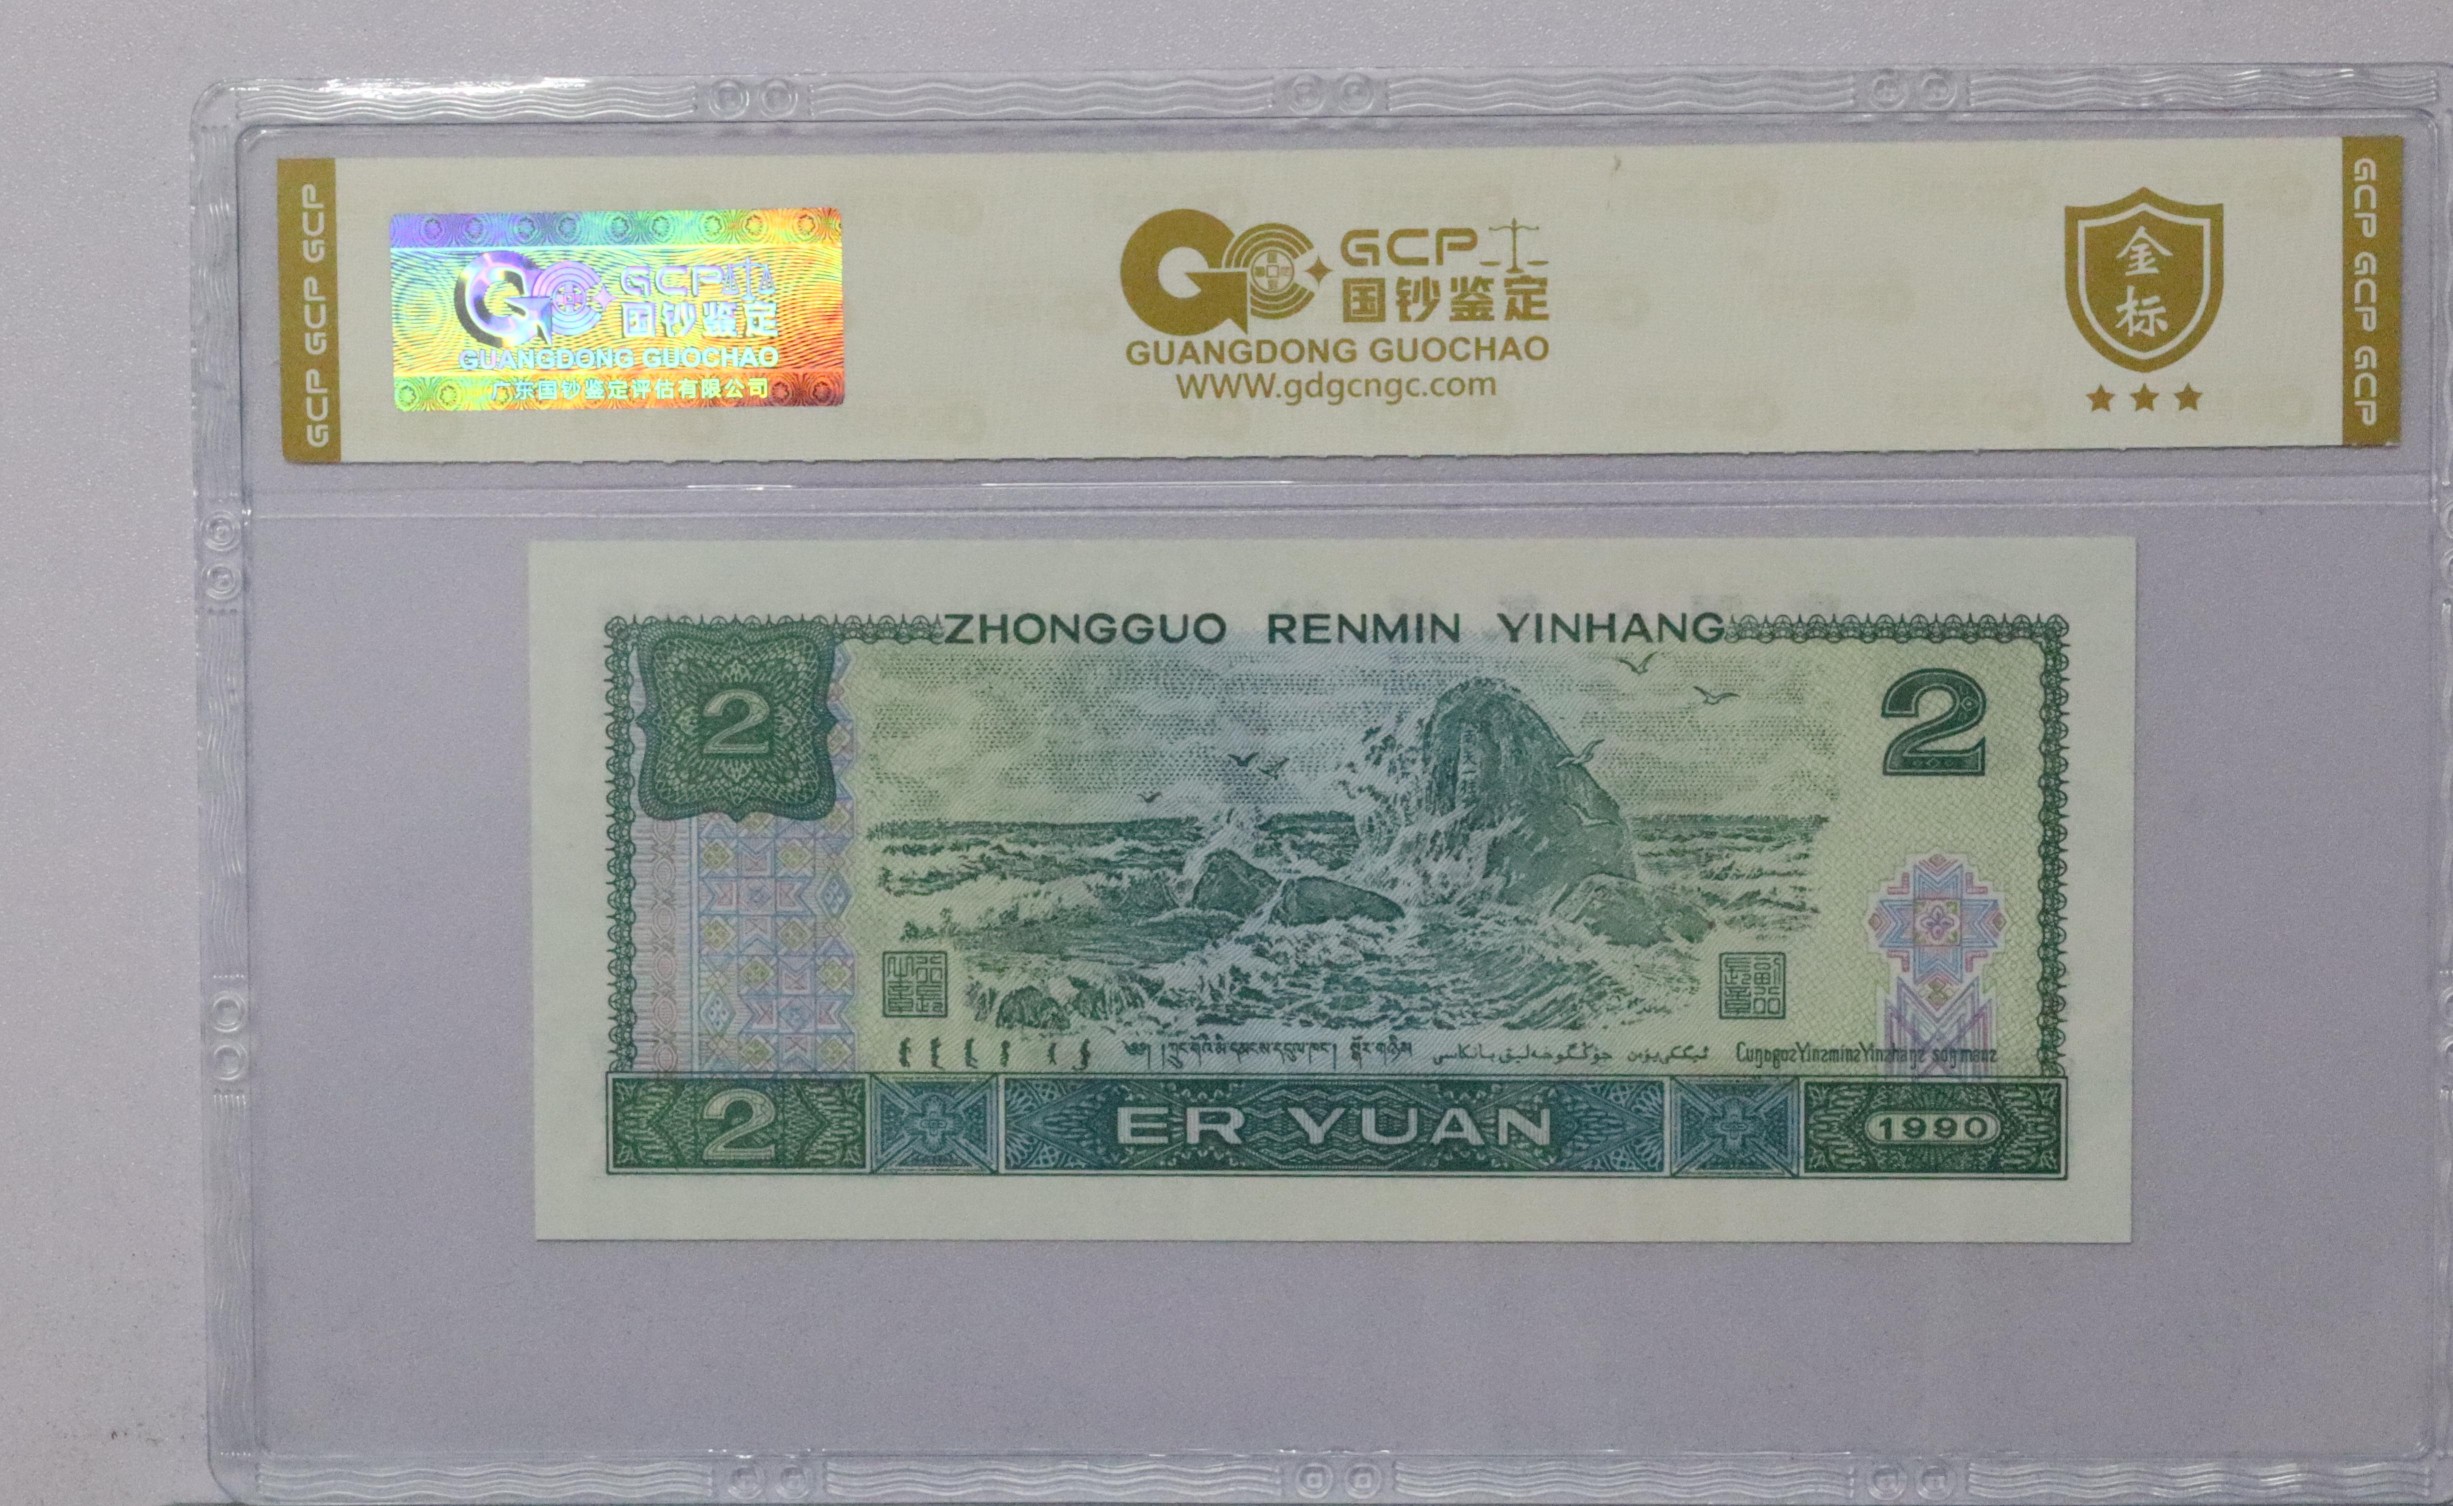 GCP GCP GCP
GCP
国钞鉴定
GUANGDONG GUOCHAO
广东国钞鉴定评估有限公司
GCP
国钞鉴定
GUANGDONG GUOCHAO
WWW.gdgcngc.com
金
标
GCP GCP GCP
ZHONGGUO RENMIN YINHANG
2
2
CuŋgozYinzminzYinzhangz
2
ER YUAN
1990